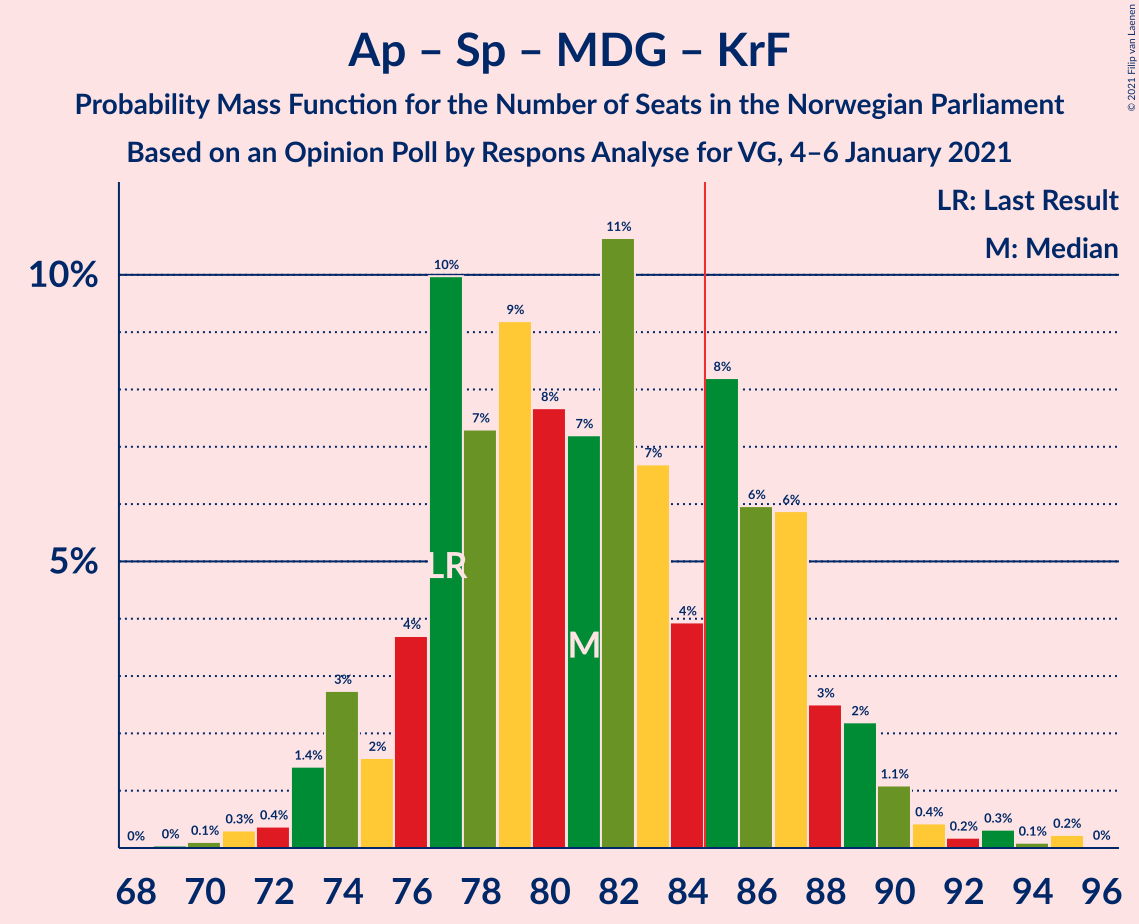 Ap – Sp – MDG – KrF
Probability Mass Function for the Number of Seats in the Norwegian Parliament
Based on an Opinion Poll by Respons Analyse for VG, 4–6 January 2021
© 2021 Filip van Laenen
LR: Last Result
M: Median
10%
5%
0% 0% 0.1% 0.3% 0.4% 1.4% 3% 2% 4% 10% 7% 9% 8% 7% 11% 7% 4% 8% 6% 6% 3% 2% 1.1% 0.4% 0.2% 0.3% 0.1% 0.2% 0%
LR
M
68 70 72 74 76 78 80 82 84 86 88 90 92 94 96